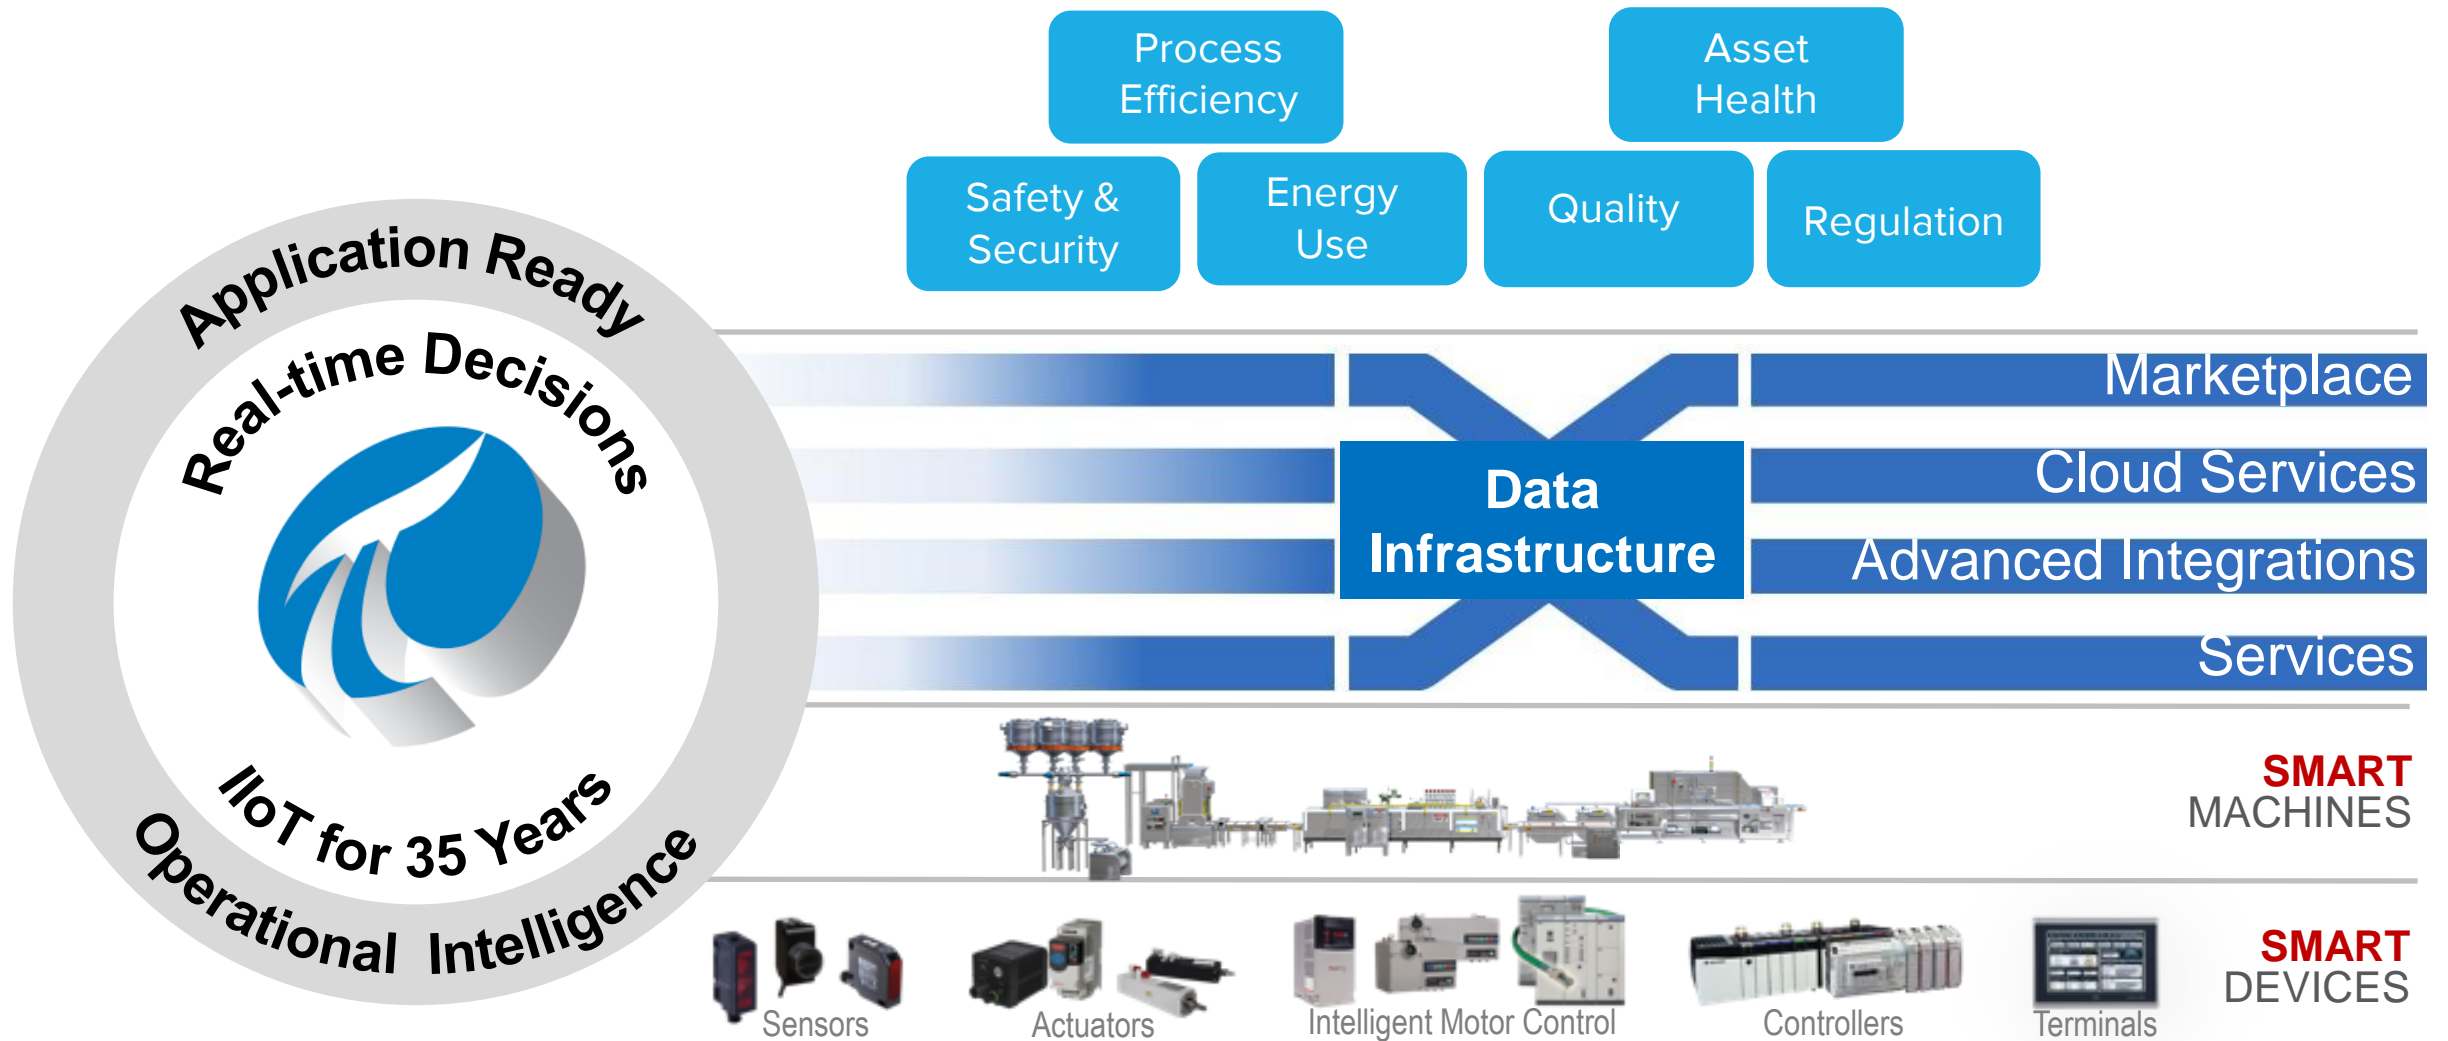 Process
Efficiency
Asset
Health
Safety &
Security
Energy
Use
Quality
Regulation
Application Ready
Real-time Decisions
IIoT for 35 Years
Operational Intelligence
Marketplace
Cloud Services
Data
Infrastructure
Advanced Integrations
Services
SMART
MACHINES
SMART
DEVICES
Sensors
Actuators
Intelligent Motor Control
Controllers
Terminals